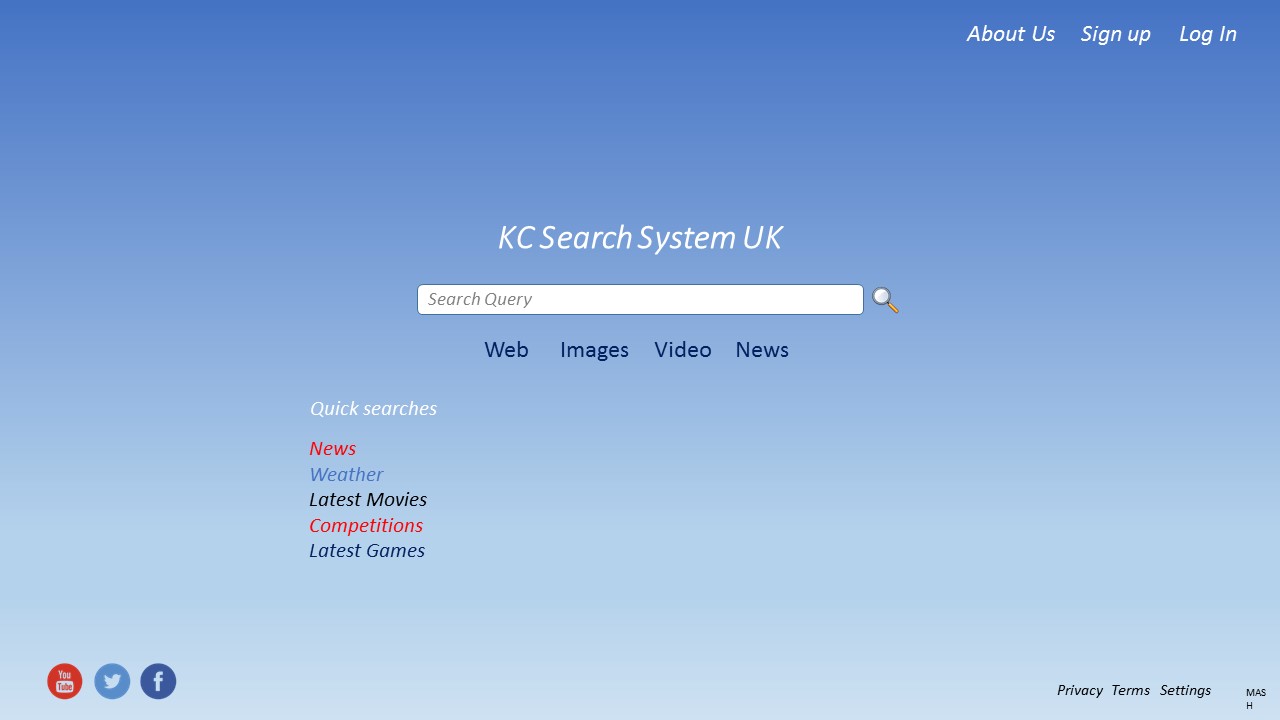 About Us Sign up Log In
KC Search System UK
Search Query
Web Images Video News
Quick searches
News
Weather
Latest Movies
Competitions
Latest Games
You
Tube
f
Privacy Terms Settings
MAS
H